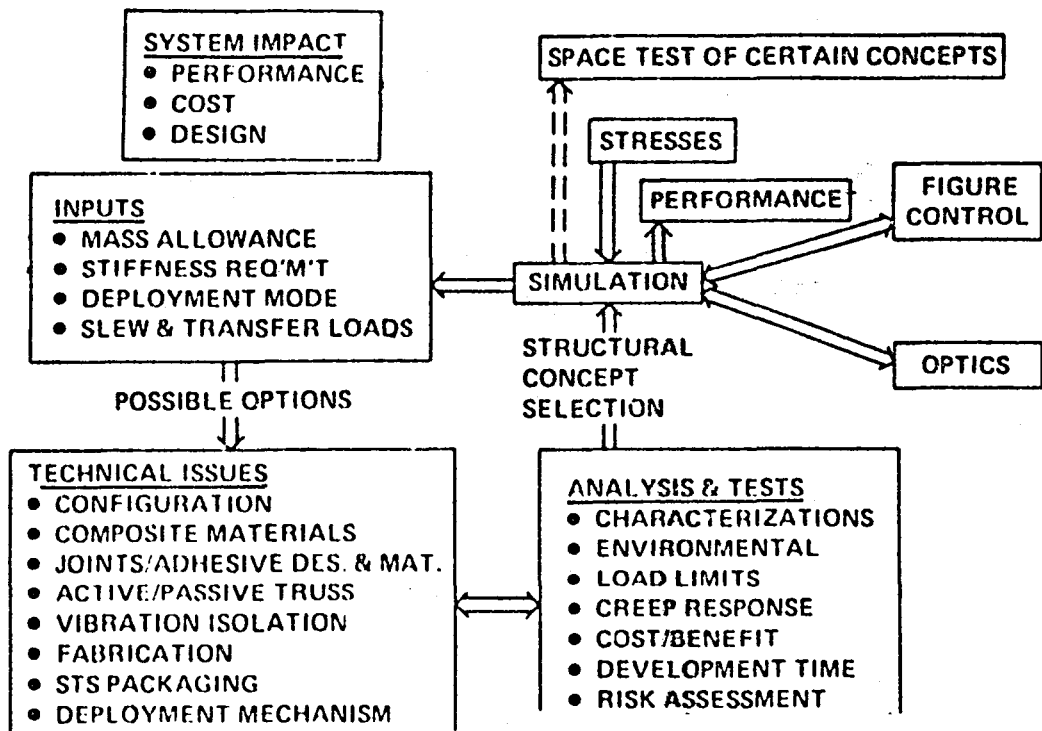 SYSTEM IMPACT
• PERFORMANCE
• COST
• DESIGN
SPACE TEST OF CERTAIN CONCEPTS
STRESSES
PERFORMANCE
FIGURE
CONTROL
INPUTS
• MASS ALLOWANCE
• STIFFNESS REQ'M'T
• DEPLOYMENT MODE
• SLEW & TRANSFER LOADS
SIMULATION
OPTICS
STRUCTURAL
CONCEPT
SELECTION
POSSIBLE OPTIONS
TECHNICAL ISSUES
• CONFIGURATION
• COMPOSITE MATERIALS
• JOINTS/ADHESIVE DES. & MAT.
• ACTIVE/PASSIVE TRUSS
• VIBRATION ISOLATION
• FABRICATION
• STS PACKAGING
• DEPLOYMENT MECHANISM
ANALYSIS & TESTS
• CHARACTERIZATIONS
• ENVIRONMENTAL
• LOAD LIMITS
• CREEP RESPONSE
• COST/BENEFIT
• DEVELOPMENT TIME
• RISK ASSESSMENT